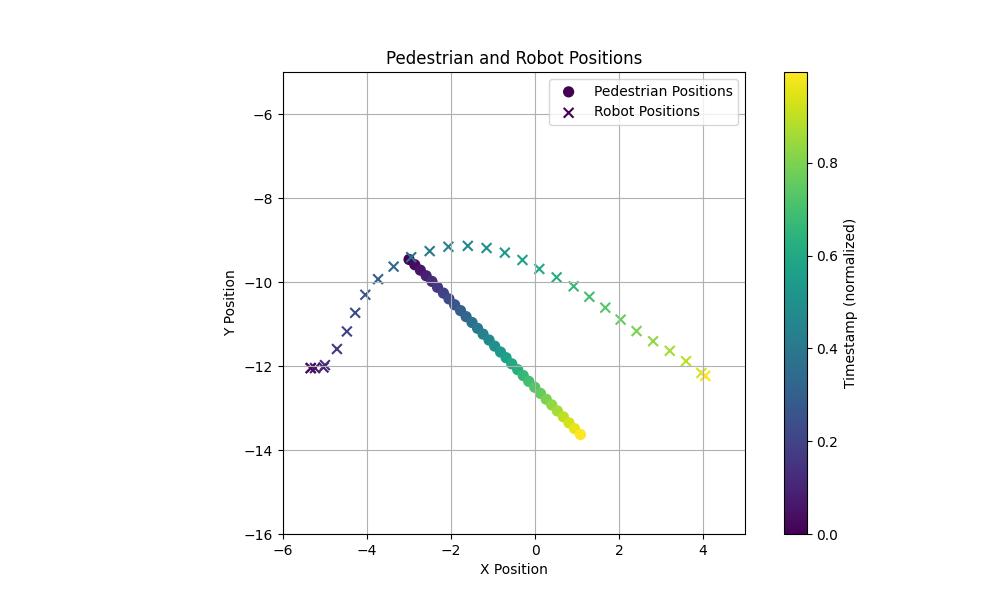 Pedestrian and Robot Positions
Pedestrian Positions
Robot Positions
Y Position
−6
−8
−10
−12
−14
−16
−6 −4 −2 0 2 4
X Position
0.8
0.6
0.4
0.2
0.0
Timestamp (normalized)